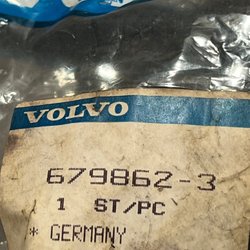 VOLVO
679862-3
1 ST/PC
* GERMANY